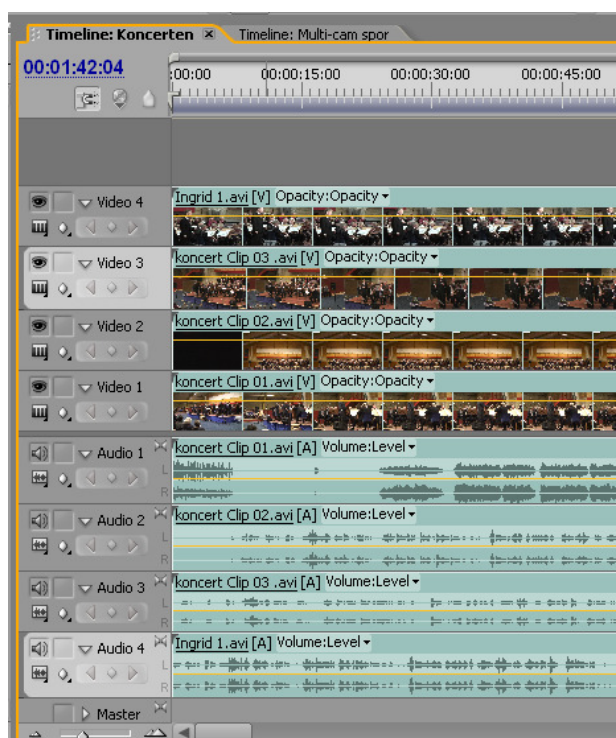 Timeline: Koncerten × Timeline: Multi-cam spor
00:01:42:04
:00:00 00:00:15:00 00:00:30:00 00:00:45:00
Video 4 Ingrid 1.avi [V] Opacity:Opacity
Video 3 koncert Clip 03 .avi [V] Opacity:Opacity
Video 2 koncert Clip 02.avi [V] Opacity:Opacity
Video 1 koncert Clip 01.avi [V] Opacity:Opacity
Audio 1 koncert Clip 01.avi [A] Volume:Level
L
R
Audio 2 koncert Clip 02.avi [A] Volume:Level
L
R
Audio 3 koncert Clip 03 .avi [A] Volume:Level
L
R
Audio 4 Ingrid 1.avi [A] Volume:Level
L
R
Master